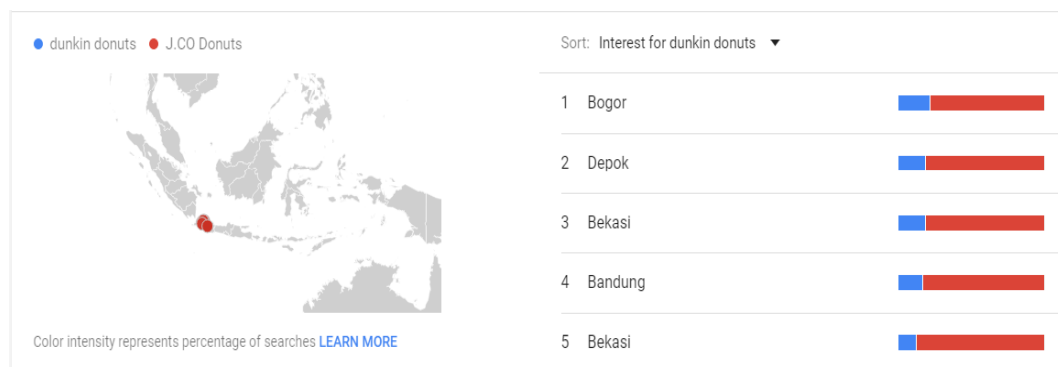 dunkin donuts J.CO Donuts
Sort: Interest for dunkin donuts
1 Bogor
2 Depok
3 Bekasi
4 Bandung
5 Bekasi
Color intensity represents percentage of searches LEARN MORE